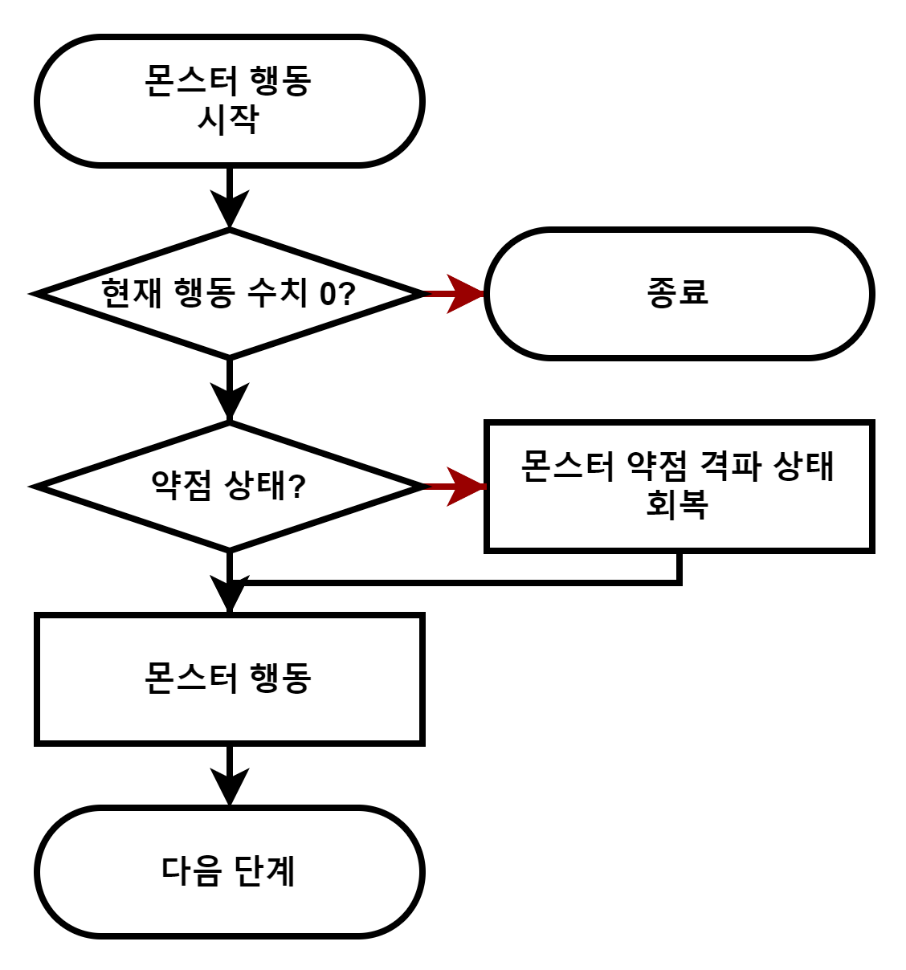 몬스터 행동
시작
현재 행동 수치 0?
종료
약점 상태?
몬스터 약점 격파 상태
회복
몬스터 행동
다음 단계